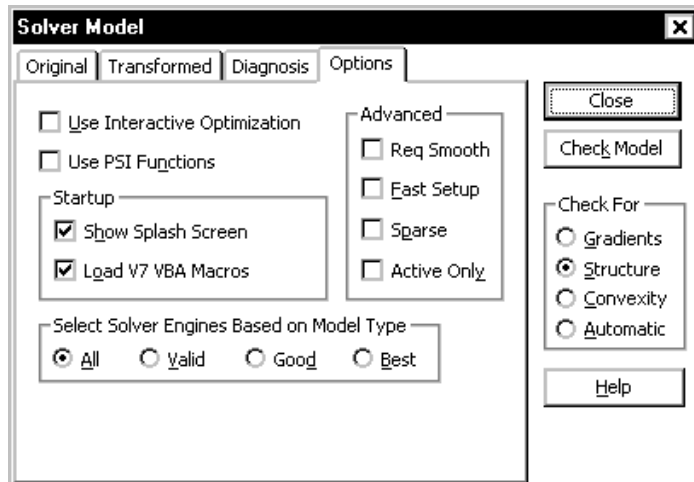 Solver Model
Original
Transformed
Diagnosis
Options
Use Interactive Optimization
Use PSI Functions
Startup
Show Splash Screen
Load V7 VBA Macros
Advanced
Req Smooth
Fast Setup
Sparse
Active Only
Select Solver Engines Based on Model Type
All
Valid
Good
Best
Close
Check Model
Check For
Gradients
Structure
Convexity
Automatic
Help